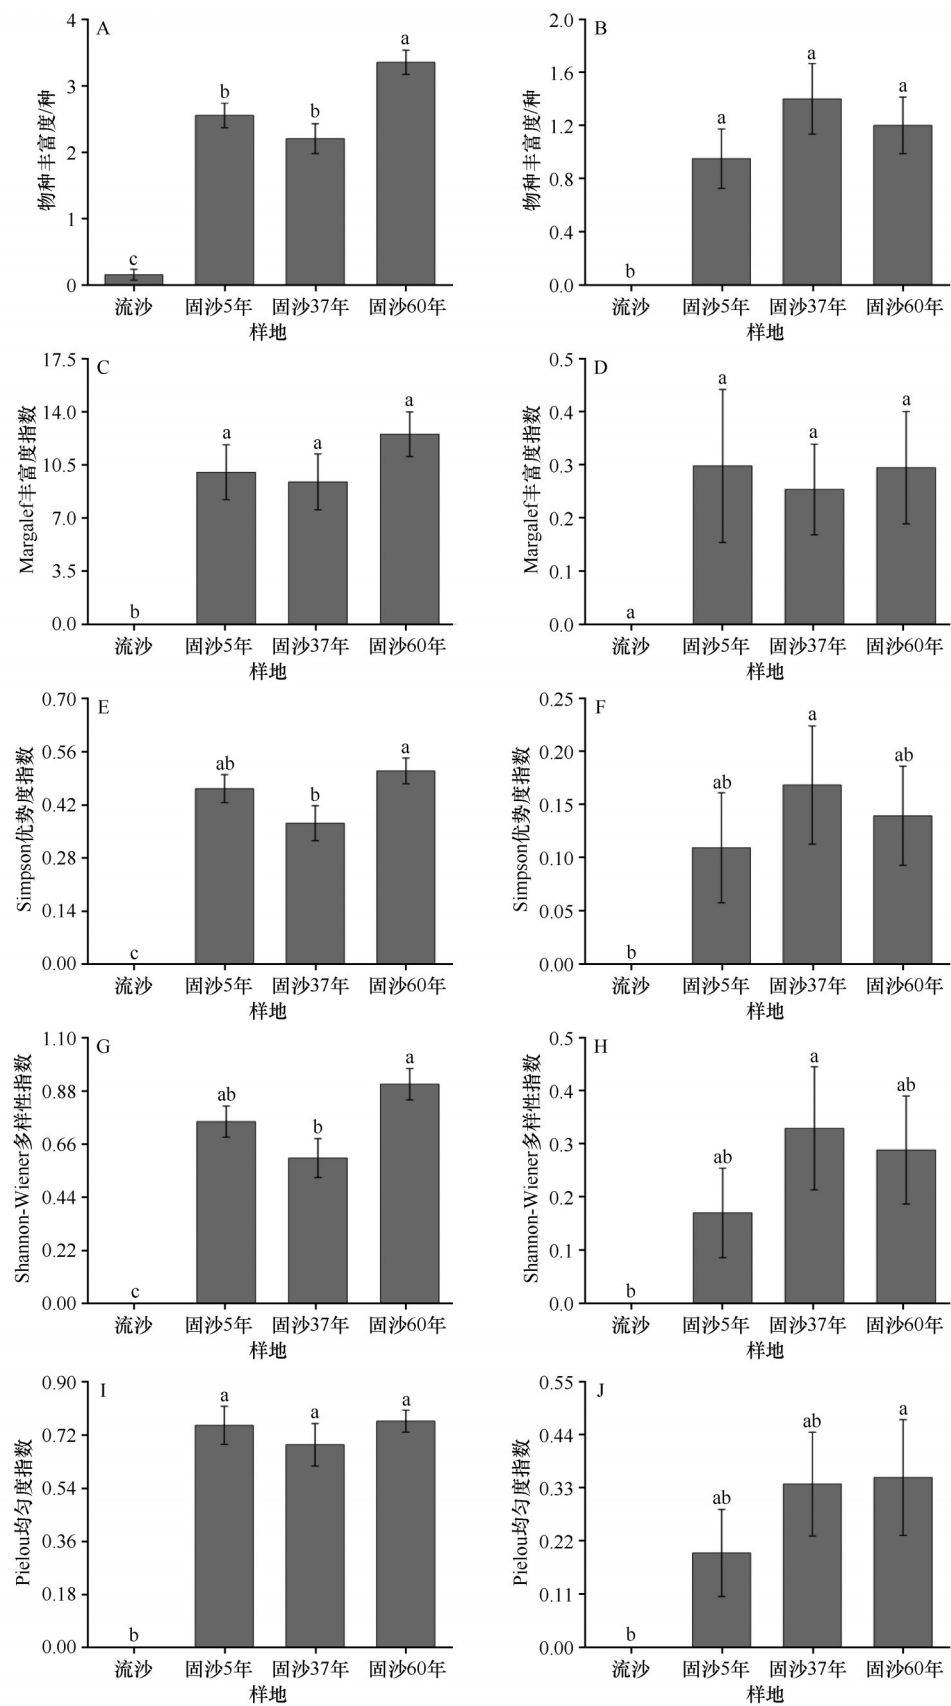 A
物种丰富度/种
4
3
2
1
0
c
b
b
a
流沙 固沙5年 固沙37年 固沙60年
样地
B
物种丰富度/种
2.0
1.6
1.2
0.8
0.4
0.0
b
a
a
a
流沙 固沙5年 固沙37年 固沙60年
样地
C
Margalef丰富度指数
17.5
14.0
10.5
7.0
3.5
0.0
b
a
a
a
流沙 固沙5年 固沙37年 固沙60年
样地
D
Margalef丰富度指数
0.5
0.4
0.3
0.2
0.1
0.0
a
a
a
a
流沙 固沙5年 固沙37年 固沙60年
样地
E
Simpson优势度指数
0.70
0.56
0.42
0.28
0.14
0.00
c
ab
b
a
流沙 固沙5年 固沙37年 固沙60年
样地
F
Simpson优势度指数
0.25
0.20
0.15
0.10
0.05
0.00
b
ab
a
ab
流沙 固沙5年 固沙37年 固沙60年
样地
G
Shannon-Wiener多样性指数
1.10
0.88
0.66
0.44
0.22
0.00
c
ab
b
a
流沙 固沙5年 固沙37年 固沙60年
样地
H
Shannon-Wiener多样性指数
0.5
0.4
0.3
0.2
0.1
0.0
b
ab
a
ab
流沙 固沙5年 固沙37年 固沙60年
样地
I
Pielou均匀度指数
0.90
0.72
0.54
0.36
0.18
0.00
b
a
a
a
流沙 固沙5年 固沙37年 固沙60年
样地
J
Pielou均匀度指数
0.55
0.44
0.33
0.22
0.11
0.00
b
ab
ab
a
流沙 固沙5年 固沙37年 固沙60年
样地